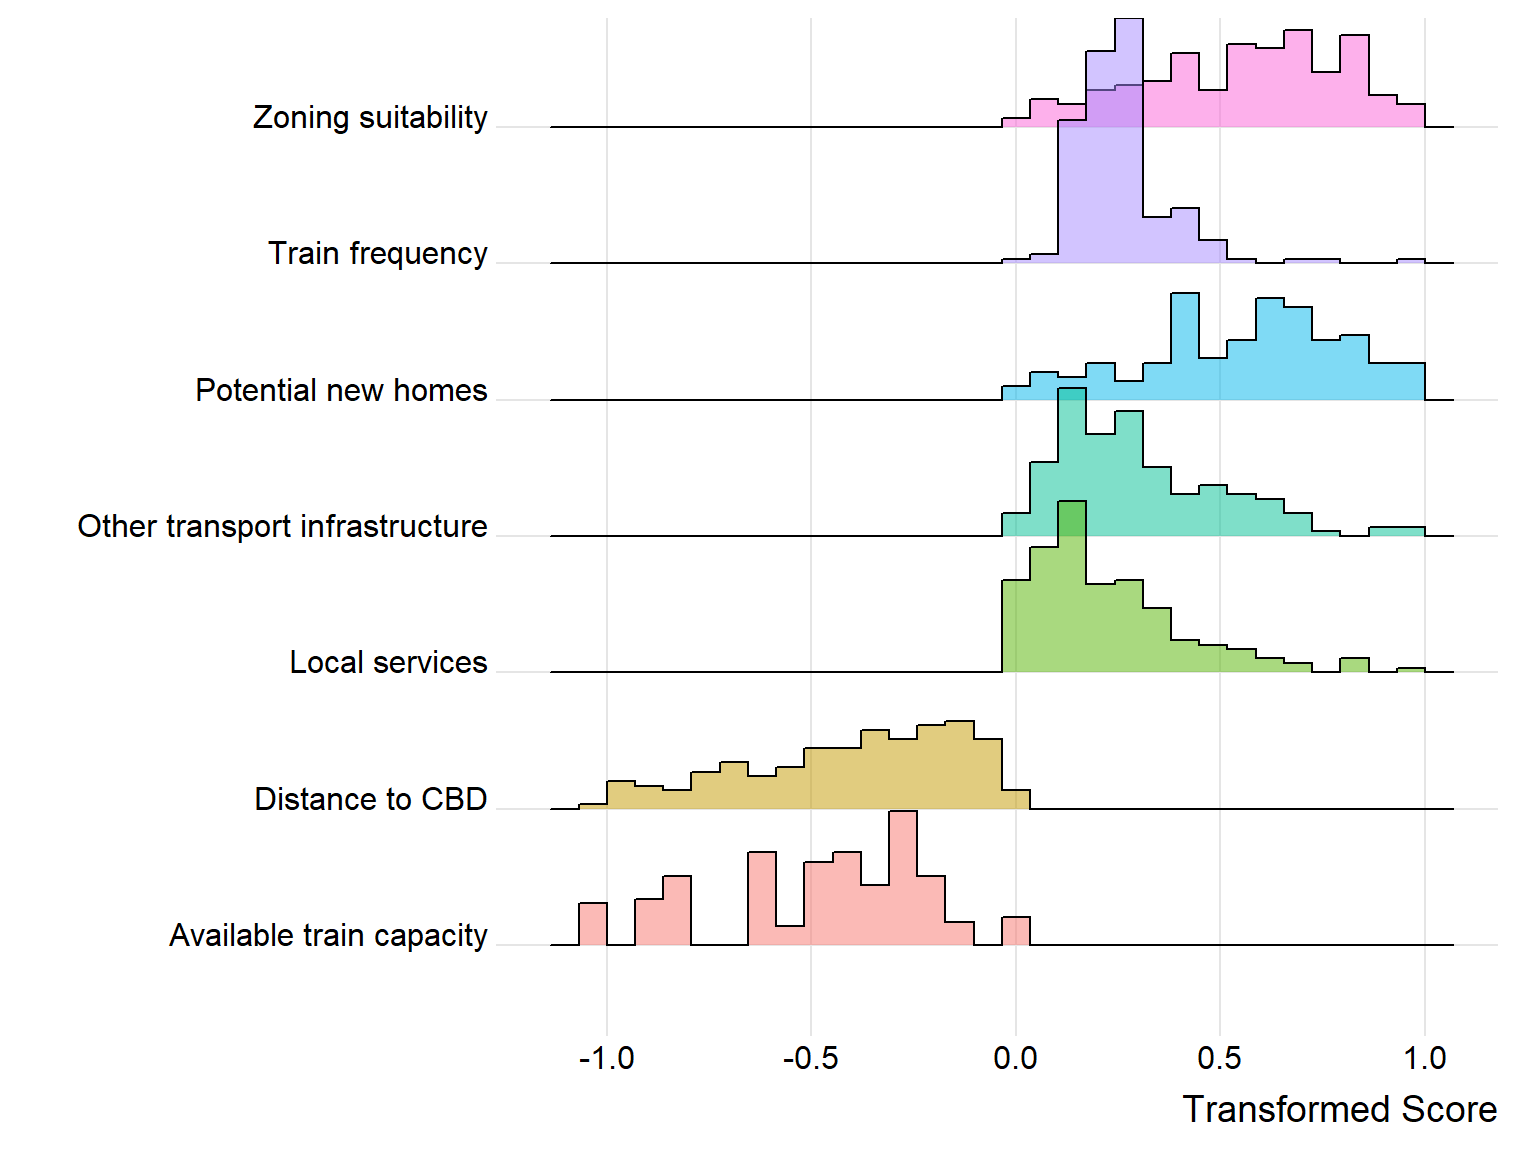 Zoning suitability
Train frequency
Potential new homes
Other transport infrastructure
Local services
Distance to CBD
Available train capacity
-1.0 -0.5 0.0 0.5 1.0
Transformed Score